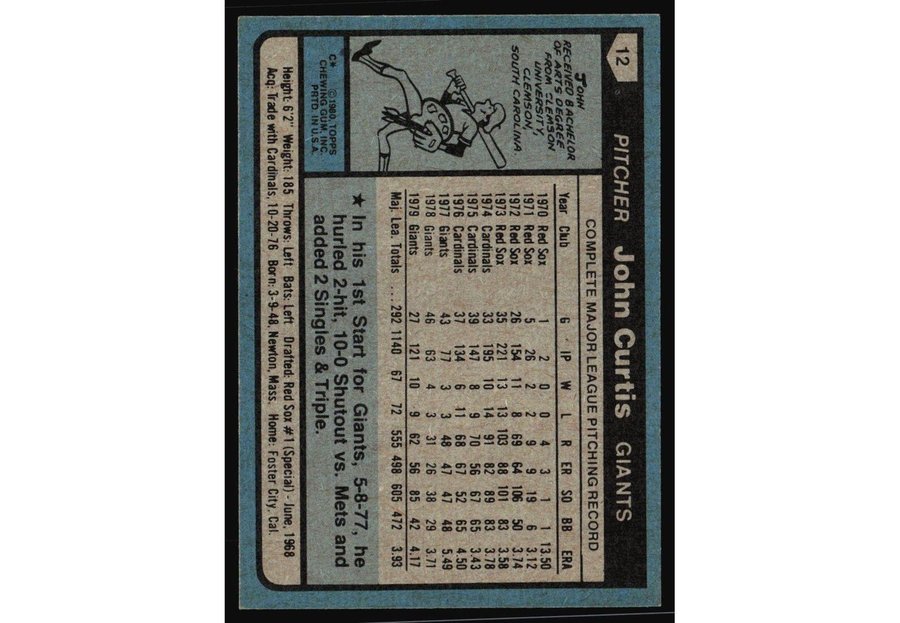 12
PITCHER John Curtis GIANTS
JOHN
RECEIVED BACHELOR
OF ARTS DEGREE
FROM CLEMSON
UNIVERSITY,
CLEMSON,
SOUTH CAROLINA
C* ©1980, TOPPS
CHEWING GUM, INC.
PRTD. IN U.S.A.
COMPLETE MAJOR LEAGUE PITCHING RECORD
Year Club G IP W L R ER SO BB ERA
1970 Red Sox 1 2 0 0 4 3 1 1 13.50
1971 Red Sox 5 26 2 2 9 9 19 6 3.12
1972 Red Sox 26 154 11 8 69 64 106 50 3.74
1973 Red Sox 35 221 13 13 103 88 101 83 3.58
1974 Cardinals 33 195 10 14 91 82 89 83 3.78
1975 Cardinals 39 147 8 9 70 56 67 65 3.43
1976 Cardinals 37 134 6 11 68 67 52 65 4.50
1977 Giants 43 77 3 3 48 47 47 48 5.49
1978 Giants 46 63 4 3 31 26 38 29 3.71
1979 Giants 27 121 10 9 62 56 85 42 4.17
Maj. Lea. Totals .... 292 1140 67 72 555 498 605 472 3.93
★ In his 1st Start for Giants, 5-8-77, he
hurled 2-hit, 10-0 Shutout vs. Mets and
added 2 Singles & Triple.
Height: 6'2" Weight: 185 Throws: Left Bats: Left Drafted: Red Sox #1 (Special) - June, 1968
Acq: Trade with Cardinals, 10-20-76 Born: 3-9-48, Newton, Mass. Home: Foster City, Cal.